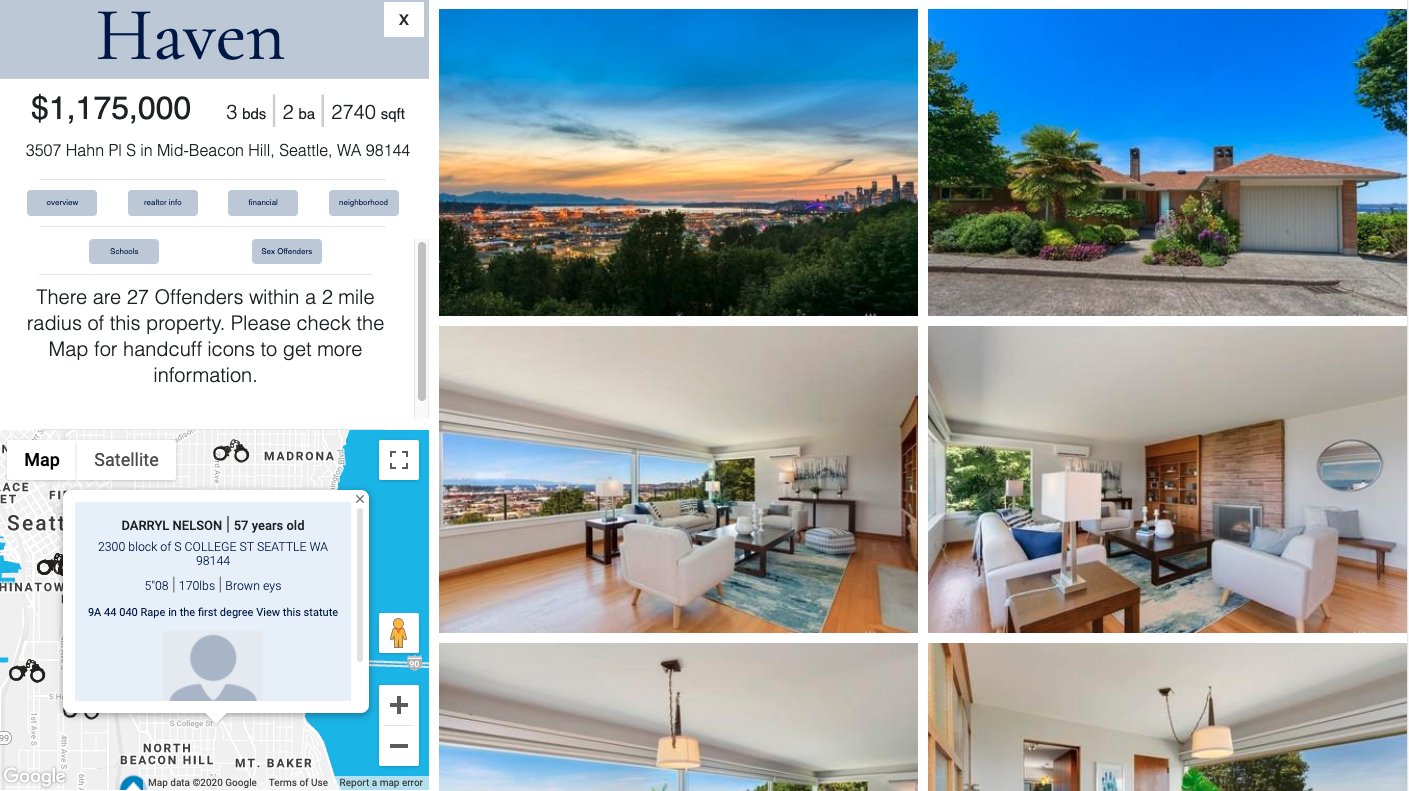 Haven
X
$1,175,000 3 bds | 2 ba | 2740 sqft
3507 Hahn Pl S in Mid-Beacon Hill, Seattle, WA 98144
overview
realtor info
financial
neighborhood
Schools
Sex Offenders
There are 27 Offenders within a 2 mile
radius of this property. Please check the
Map for handcuff icons to get more
information.
Map
Satellite
MADRONA
Seatt
DARRYL NELSON | 57 years old
2300 block of S COLLEGE ST SEATTLE WA
98144
5"08 | 170lbs | Brown eys
9A 44 040 Rape in the first degree View this statute
HINATOW
90
S College St
1st Ave S
4th Ave S
99
NORTH
BEACON HILL
MT. BAKER
Google
Map data ©2020 Google
Terms of Use
Report a map error